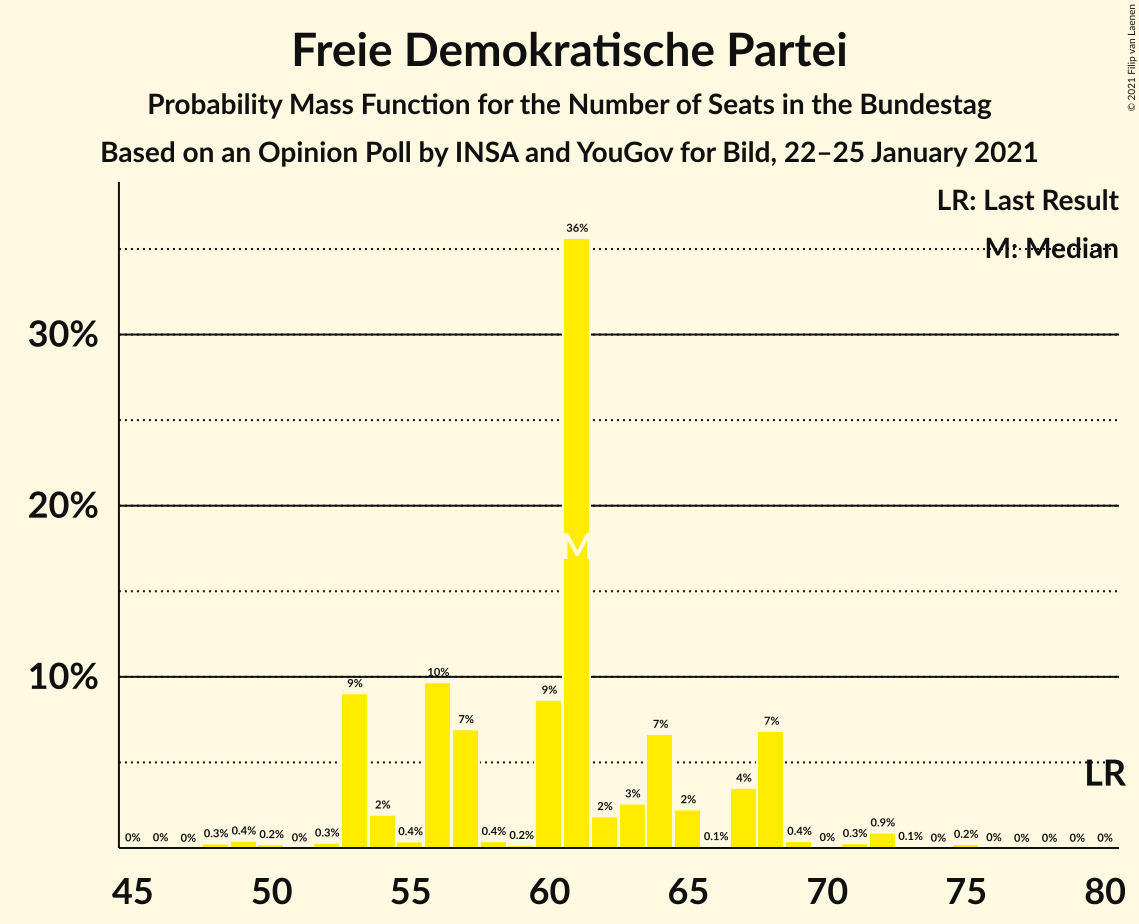 Freie Demokratische Partei
Probability Mass Function for the Number of Seats in the Bundestag
Based on an Opinion Poll by INSA and YouGov for Bild, 22–25 January 2021
© 2021 Filip van Laenen
LR: Last Result
M: Median
36%
30%
20%
M
10%
9% 2% 0.4% 10% 7% 0.4% 0.2% 9% 2% 3% 7% 2% 0.1% 4% 7%
LR
0% 0% 0% 0.3% 0.4% 0.2% 0% 0.3% 0.4% 0% 0.3% 0.9% 0.1% 0% 0.2% 0% 0% 0% 0% 0%
45 50 55 60 65 70 75 80